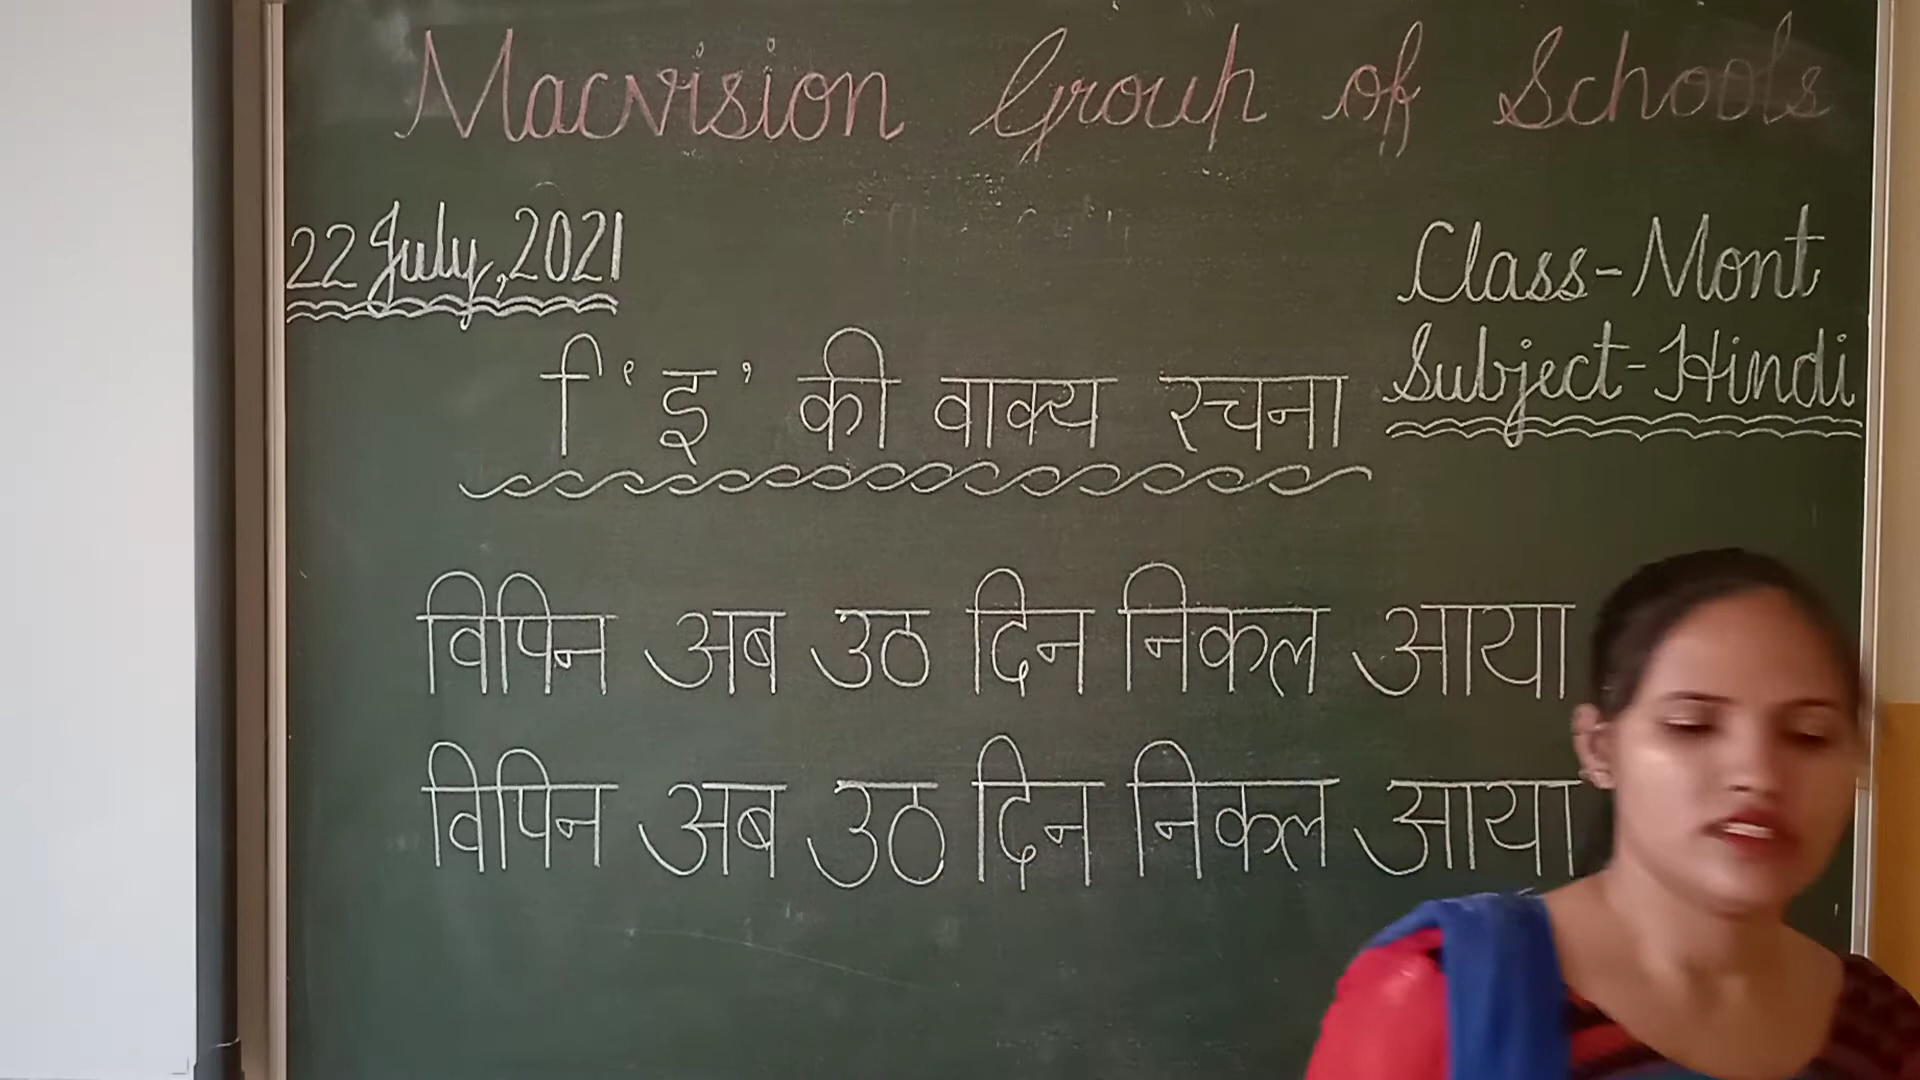 Macvision Group of Schools
22 July, 2021
Class-Mont
Subject-Hindi
ि 'इ' की वाक्य रचना
विपिन अब उठ दिन निकल आया
विपिन अब उठ दिन निकल आया